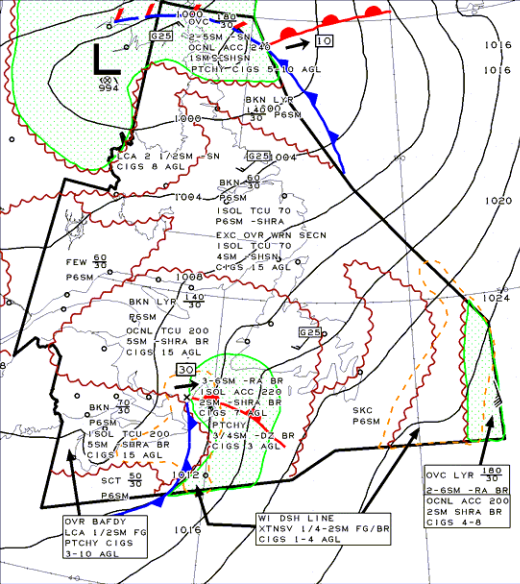 1000
OVC 180
30
G25
2-5SM -SN
OCNL ACC 240
1SM SHSN
PTCHY CIGS 5-10 AGL
10
1016
1016
L
994
BKN LYR
140
30
P6SM
1000
1000
LCA 2 1/2SM -SN
CIGS 8 AGL
G25
1004
BKN 60
30
P6SM
ISOL TCU 70
P6SM -SHRA
EXC OVR WRN SECN
ISOL TCU 70
4SM -SHSN
CIGS 15 AGL
1004
1020
FEW 60
30
P6SM
1008
1024
BKN LYR 140
30
P6SM
OCNL TCU 200
5SM -SHRA BR
CIGS 15 AGL
G25
30
3-6SM -RA BR
ISOL ACC 220
2SM -SHRA BR
CIGS 7 AGL
PTCHY
3/4SM -DZ BR
CIGS 3 AGL
BKN 70
30
P6SM
ISOL TCU 200
5SM -SHRA BR
CIGS 15 AGL
SKC
P6SM
SCT 50
30
P6SM
1012
1016
OVC LYR 180
30
2-6SM -RA BR
OCNL ACC 200
2SM SHRA BR
CIGS 4-8
OVR BAFDY
LCA 1/2SM FG
PTCHY CIGS
3-10 AGL
WI DSH LINE
XTNSV 1/4-2SM FG/BR
CIGS 1-4 AGL